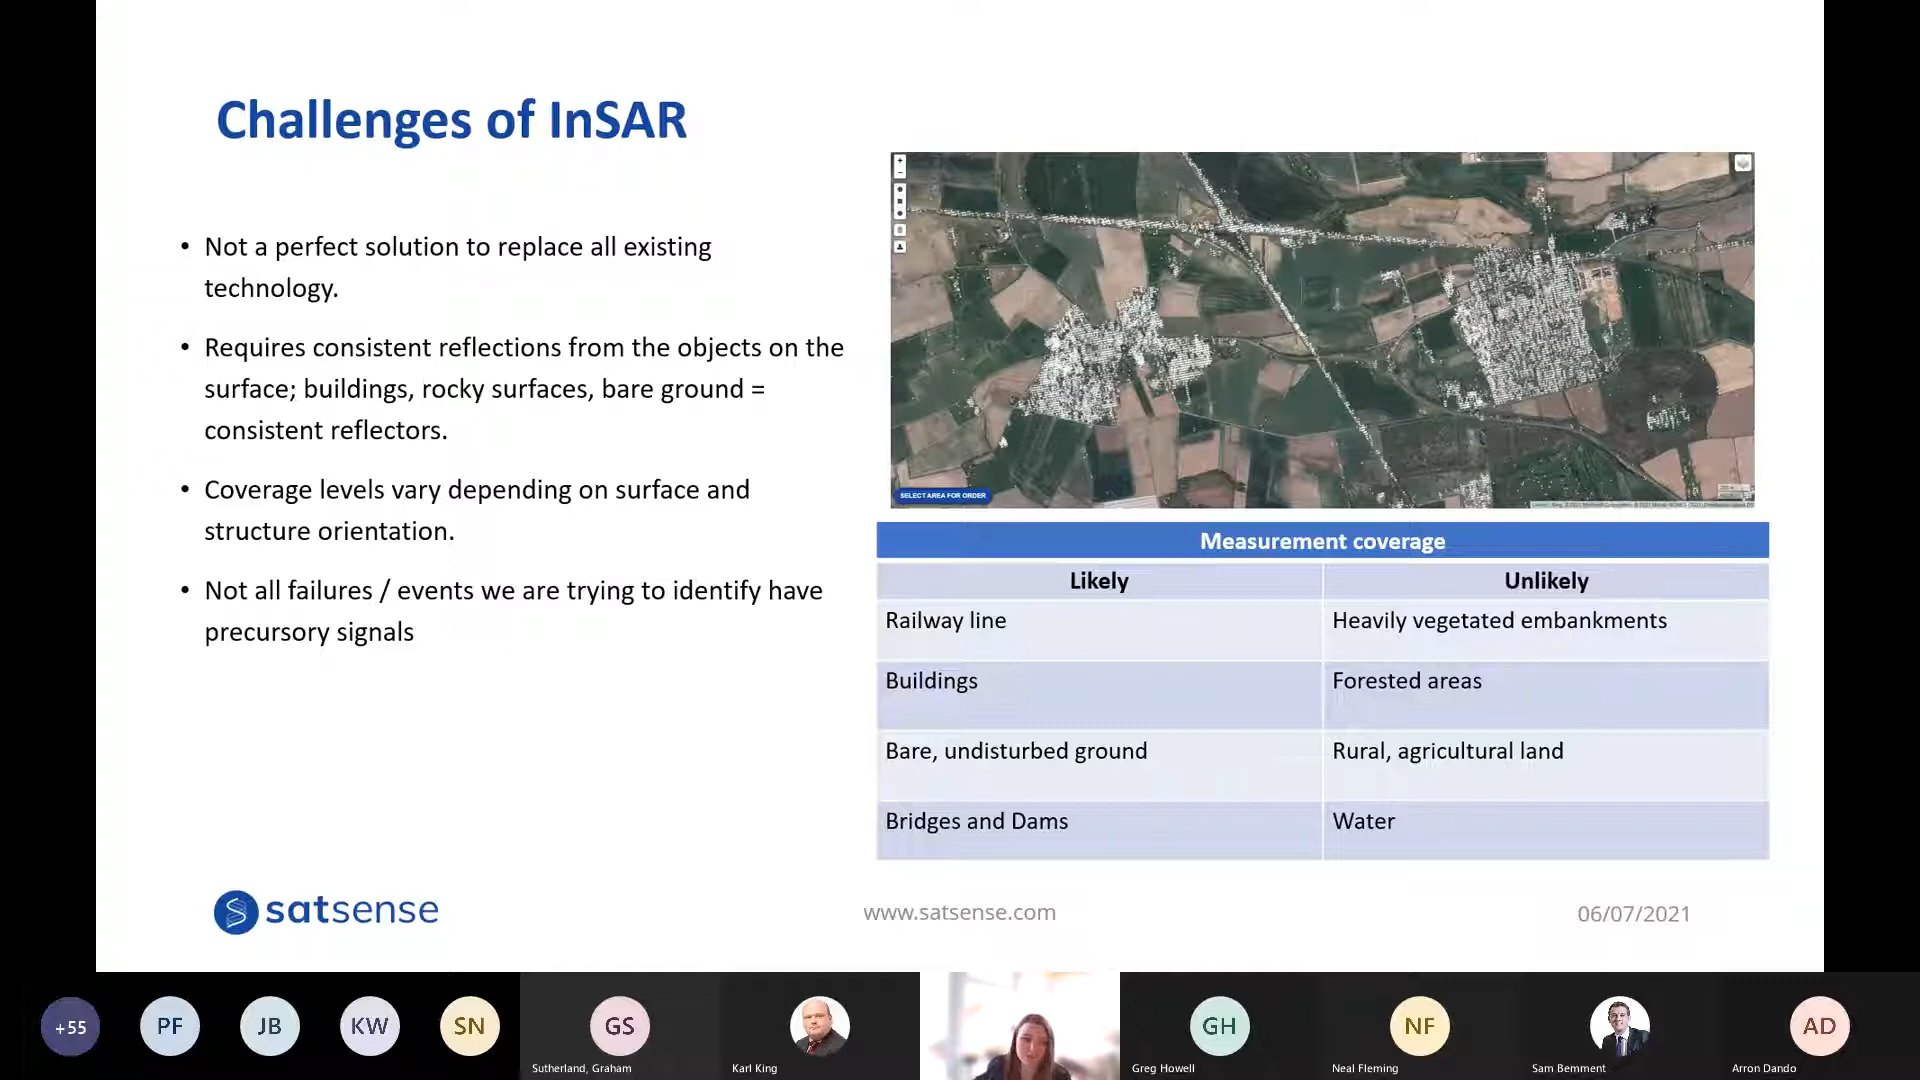 Challenges of InSAR
• Not a perfect solution to replace all existing
technology.
• Requires consistent reflections from the objects on the
surface; buildings, rocky surfaces, bare ground =
consistent reflectors.
• Coverage levels vary depending on surface and
structure orientation.
• Not all failures / events we are trying to identify have
precursory signals
SELECT AREA FOR ORDER
Measurement coverage
Likely Unlikely
Railway line Heavily vegetated embankments
Buildings Forested areas
Bare, undisturbed ground Rural, agricultural land
Bridges and Dams Water
satsense
www.satsense.com
06/07/2021
+55 PF JB KW SN GS GH NF AD
Sutherland, Graham Karl King Greg Howell Neal Fleming Sam Bemment Arron Dando